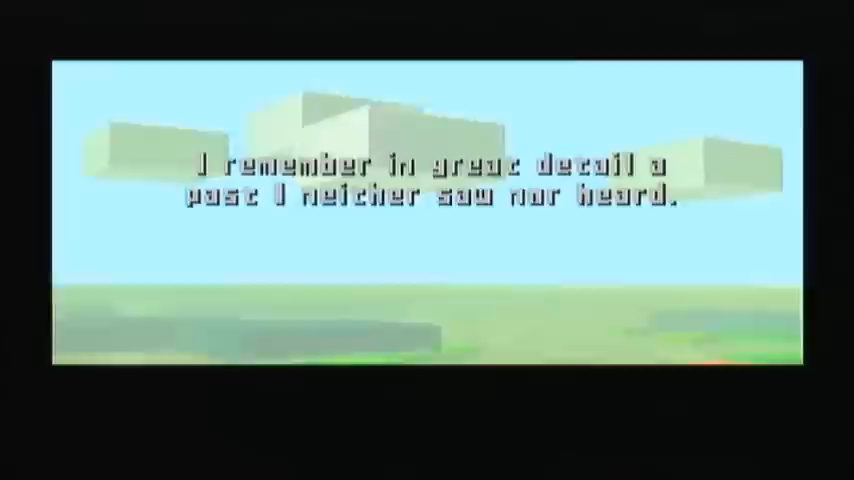 I remember in great detail a
past I neither saw nor heard.